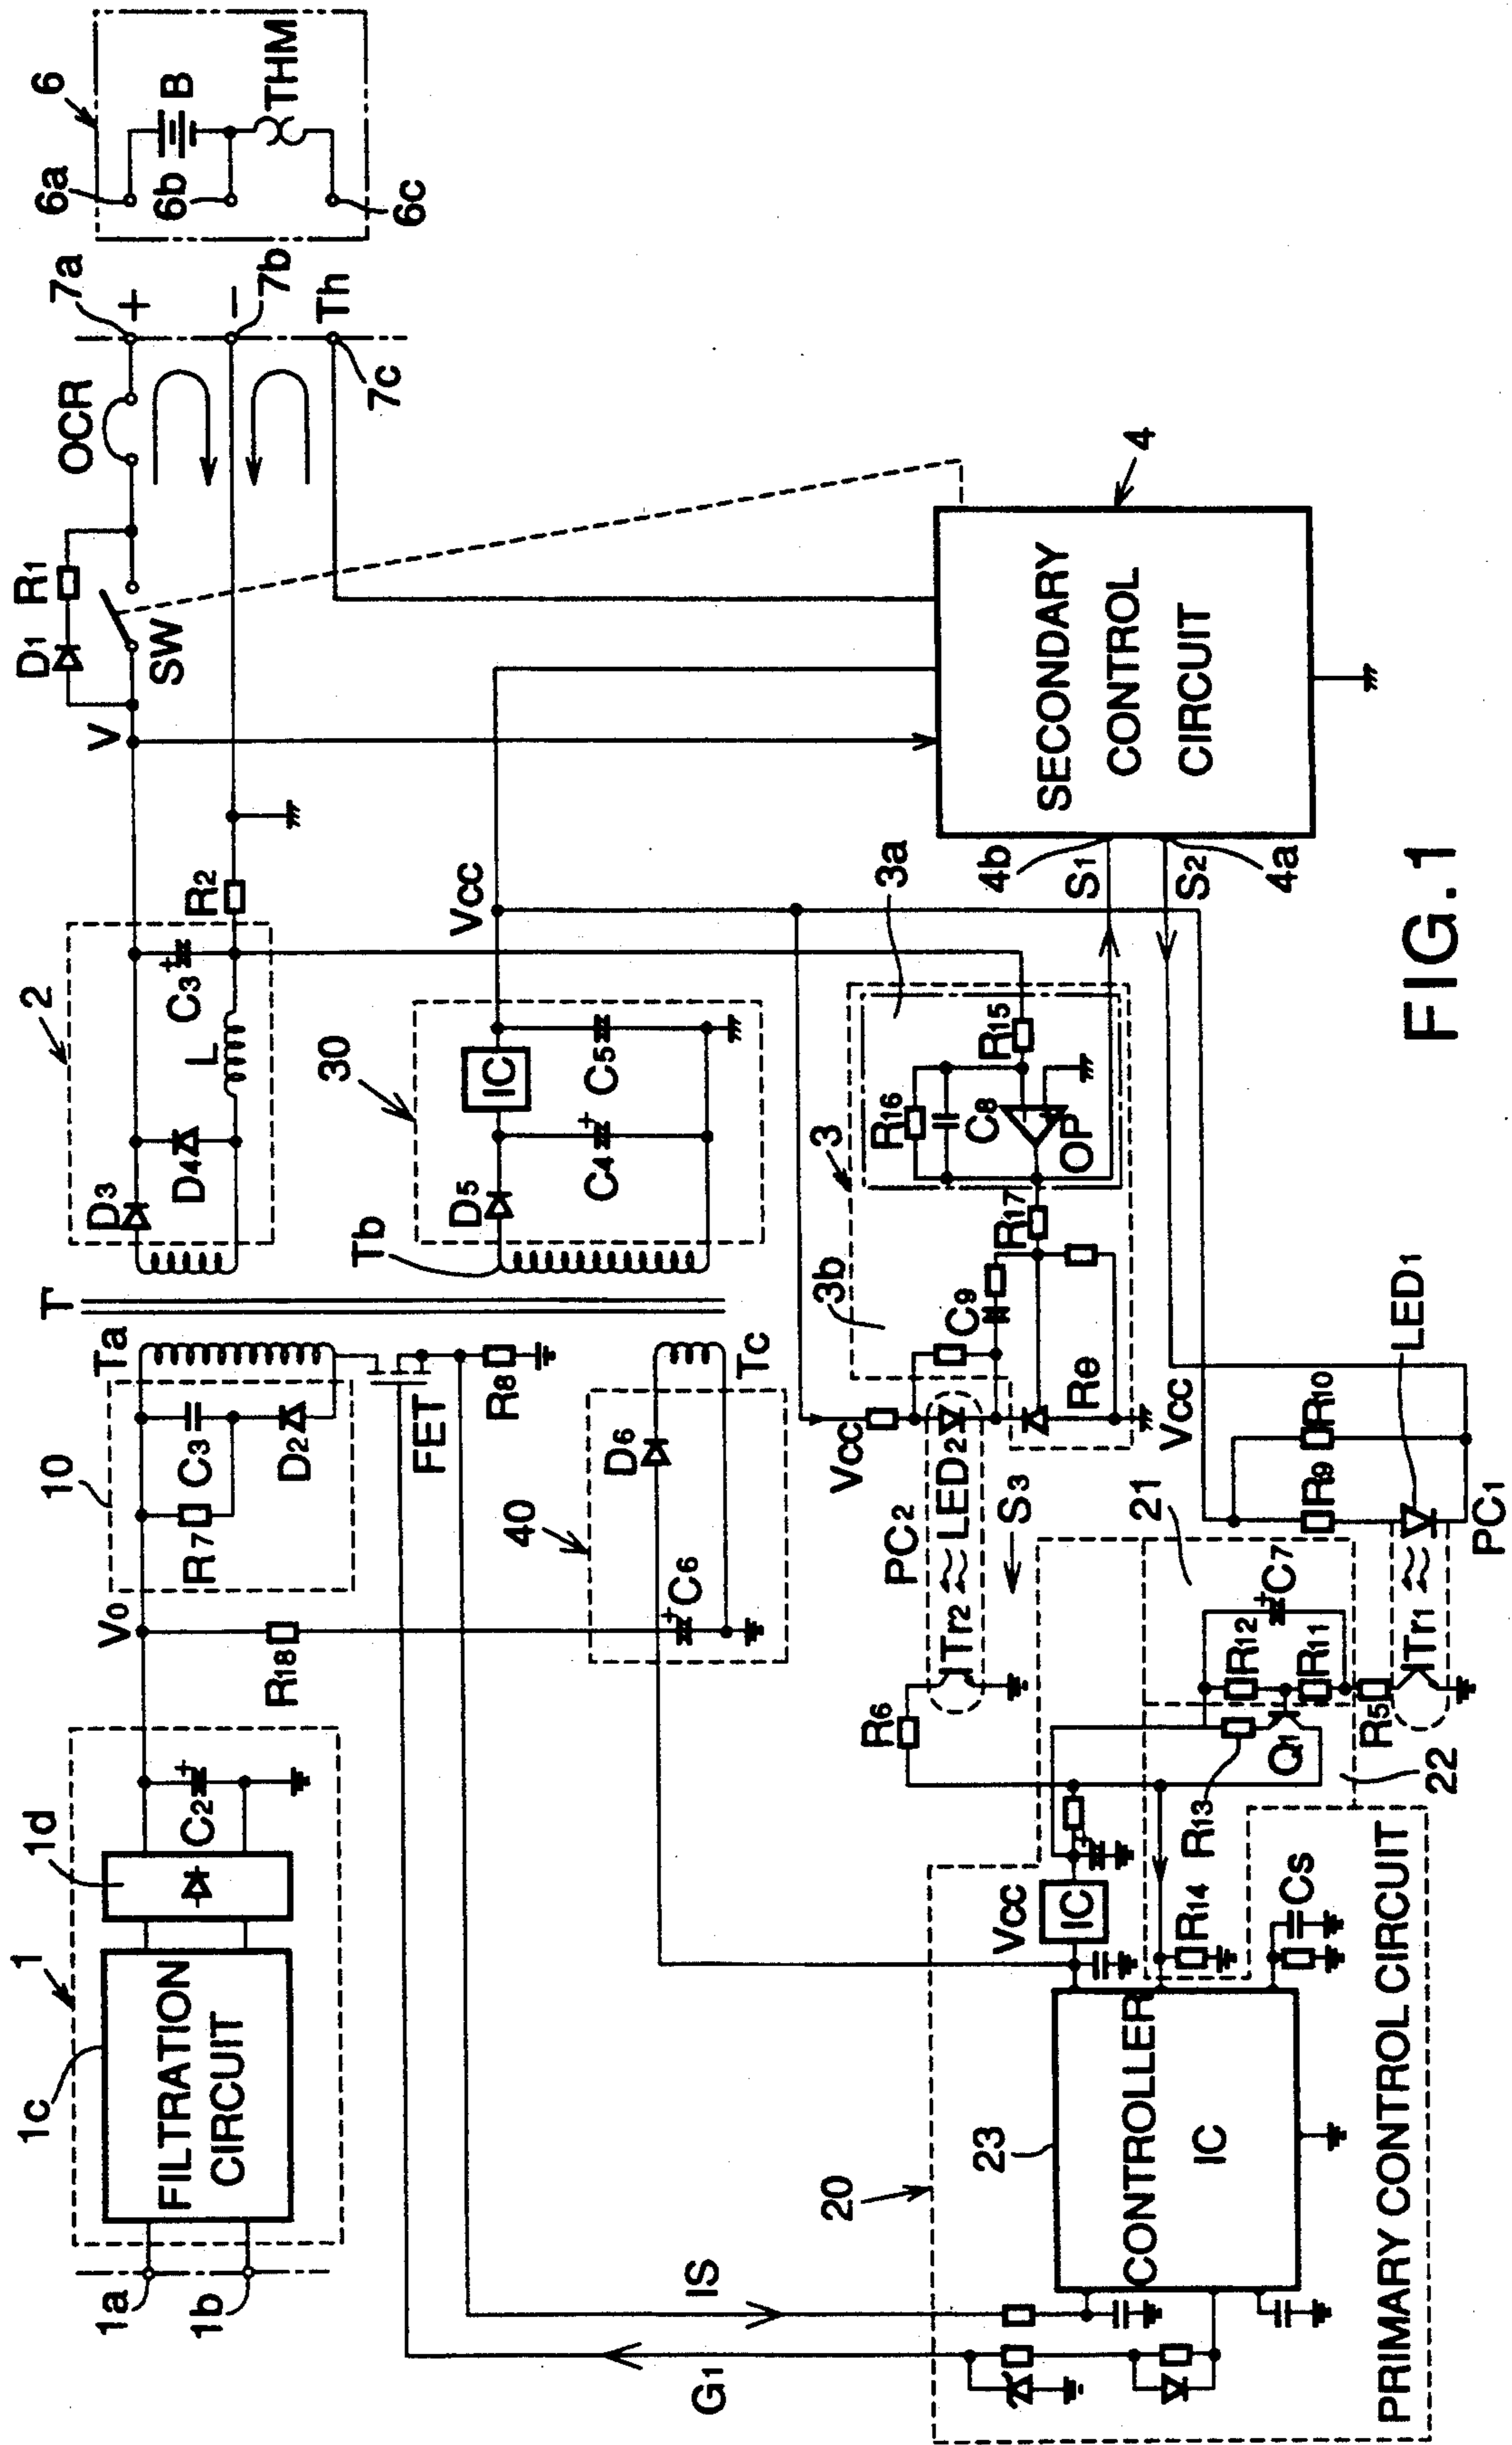 1
1c
1d
1a
1b
FILTRATION
CIRCUIT
C2
V0
R18
10
R7
C3
D2
Ta
T
FET
R8
2
D3
D4
L
C3
R2
V
D1
R1
SW
OCR
7a
+
−
7b
Th
7c
6
6a
6b
6c
B
THM
40
C6
D6
Tc
Tb
30
D5
IC
C4
C5
Vcc
G1
IS
R6
PC2
Tr2
LED2
S3
Vcc
3
3a
3b
C9
Re
R17
R16
C8
OP
R15
4
4b
S1
S2
4a
SECONDARY
CONTROL
CIRCUIT
20
23
CONTROLLER
IC
Vcc
IC
R14
R13
Cs
22
21
Q1
R12
R11
C7
R5
Tr1
Vcc
R9
R10
LED1
PC1
PRIMARY CONTROL CIRCUIT
FIG.1